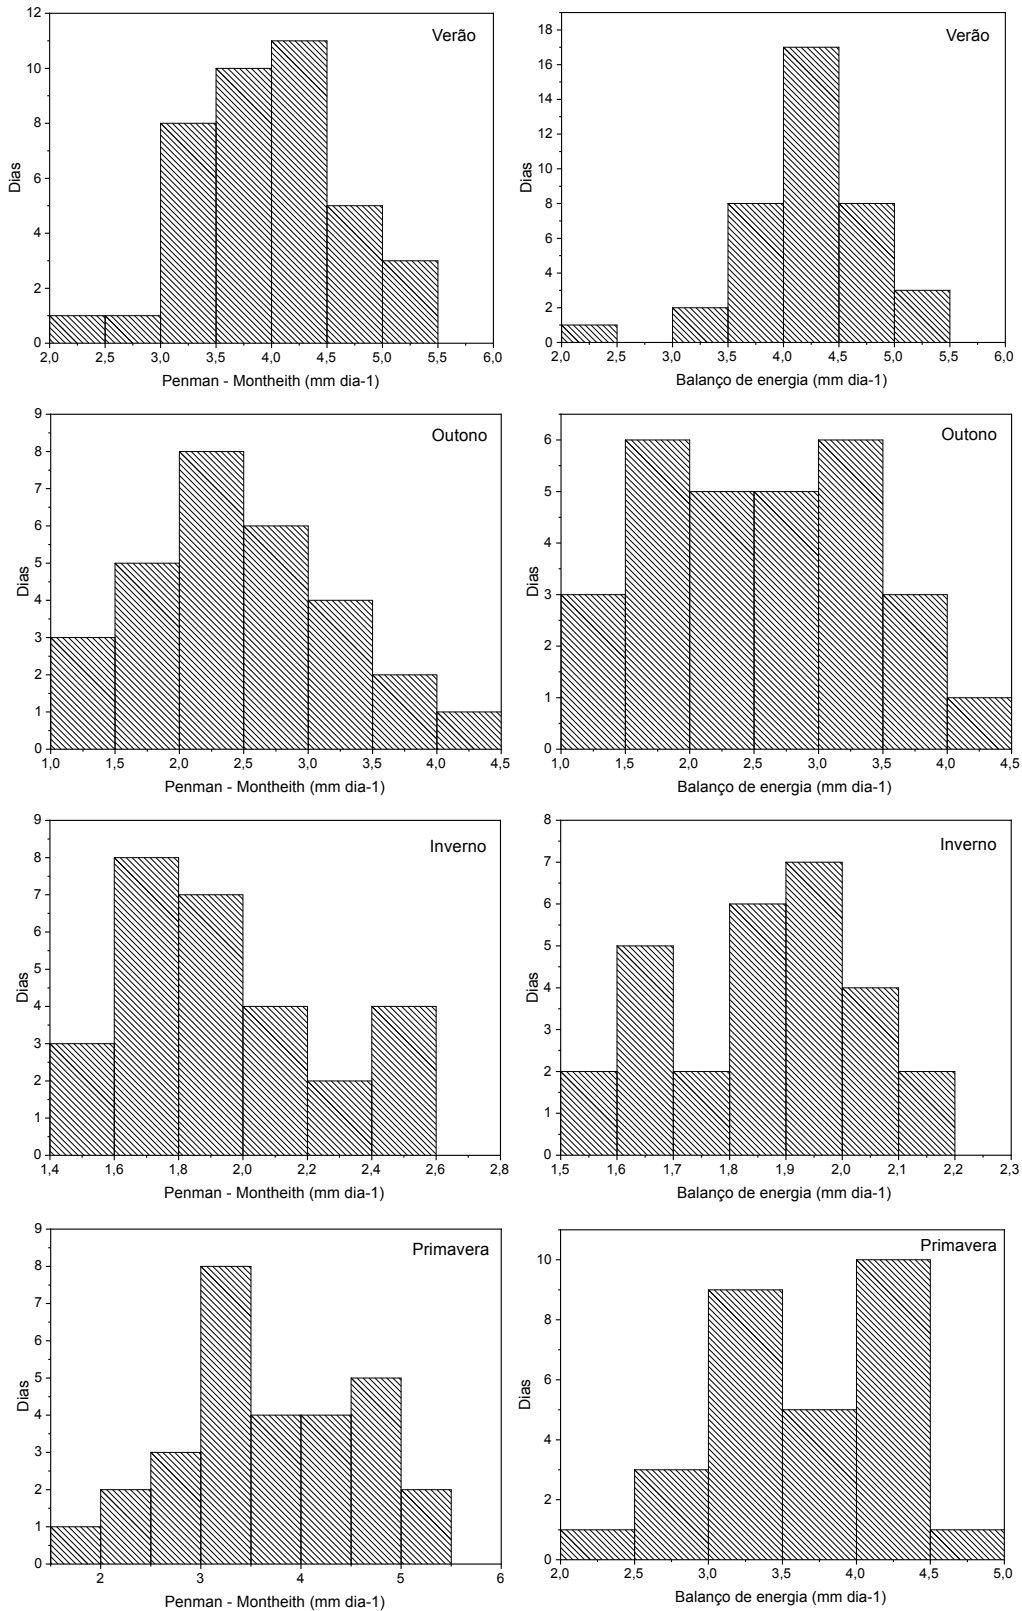 12
10
8
6
4
2
0
Dias
Verão
2,0 2,5 3,0 3,5 4,0 4,5 5,0 5,5 6,0
Penman - Montheith (mm dia-1)
18
16
14
12
10
8
6
4
2
0
Dias
Verão
2,0 2,5 3,0 3,5 4,0 4,5 5,0 5,5 6,0
Balanço de energia (mm dia-1)
9
8
7
6
5
4
3
2
1
0
Dias
Outono
1,0 1,5 2,0 2,5 3,0 3,5 4,0 4,5
Penman - Montheith (mm dia-1)
6
5
4
3
2
1
0
Dias
Outono
1,0 1,5 2,0 2,5 3,0 3,5 4,0 4,5
Balanço de energia (mm dia-1)
9
8
7
6
5
4
3
2
1
0
Dias
Inverno
1,4 1,6 1,8 2,0 2,2 2,4 2,6 2,8
Penman - Montheith (mm dia-1)
8
7
6
5
4
3
2
1
0
Dias
Inverno
1,5 1,6 1,7 1,8 1,9 2,0 2,1 2,2 2,3
Balanço de energia (mm dia-1)
9
8
7
6
5
4
3
2
1
0
Dias
Primavera
2 3 4 5 6
Penman - Montheith (mm dia-1)
10
8
6
4
2
0
Dias
Primavera
2,0 2,5 3,0 3,5 4,0 4,5 5,0
Balanço de energia (mm dia-1)